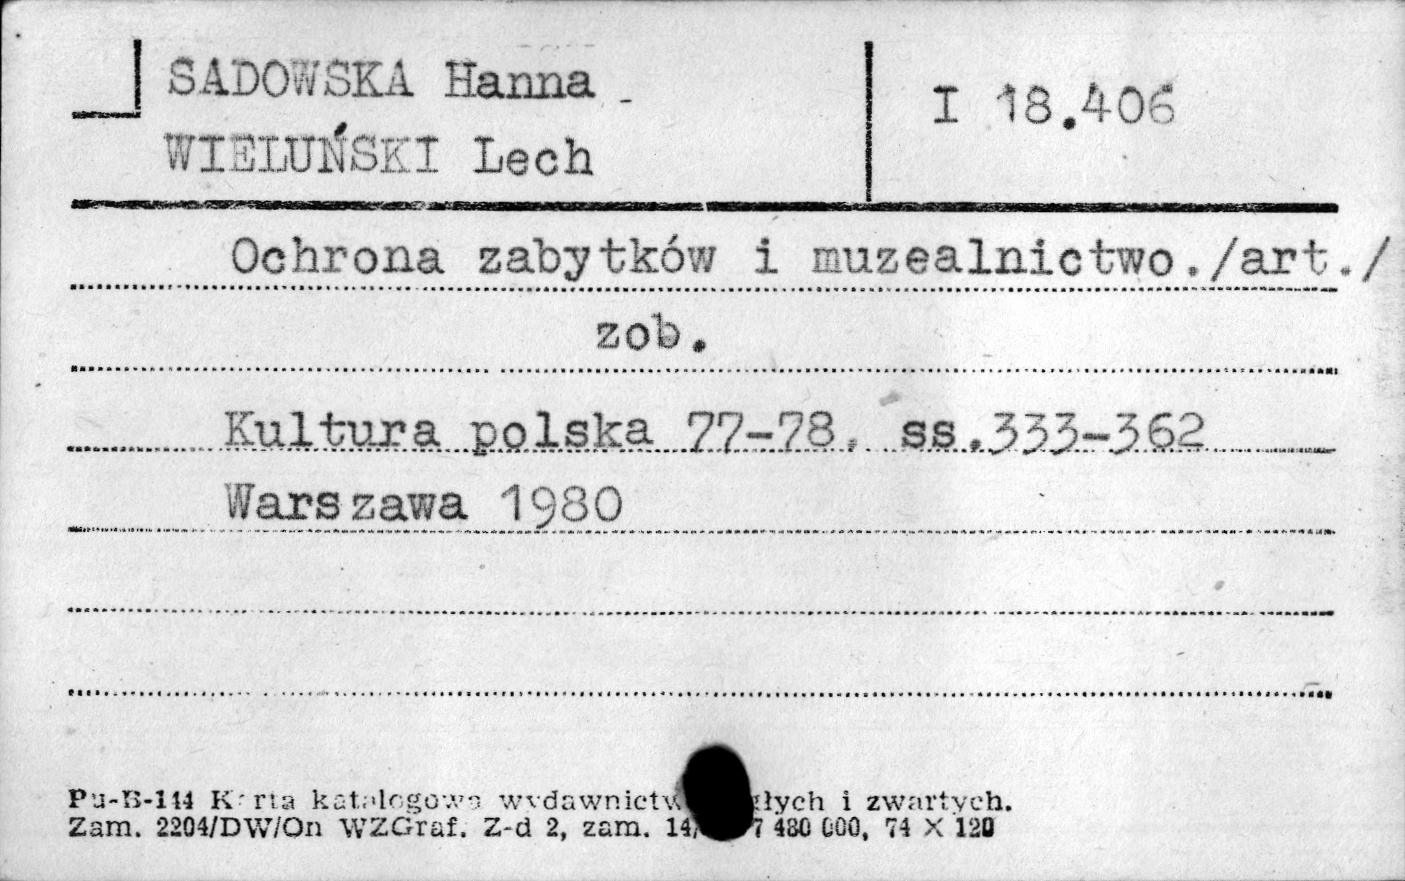 SADOWSKA Hanna
WIELUŃSKI Lech
I 18.406
Ochrona zabytków i muzealnictwo./art./
zob.
Kultura polska 77-78. ss.333-362
Warszawa 1980
Pu-B-144 Karta katalogowa wydawnictw głych i zwartych.
Zam. 2204/DW/On WZGraf. Z-d 2, zam. 14/ 7 480 000, 74 X 120